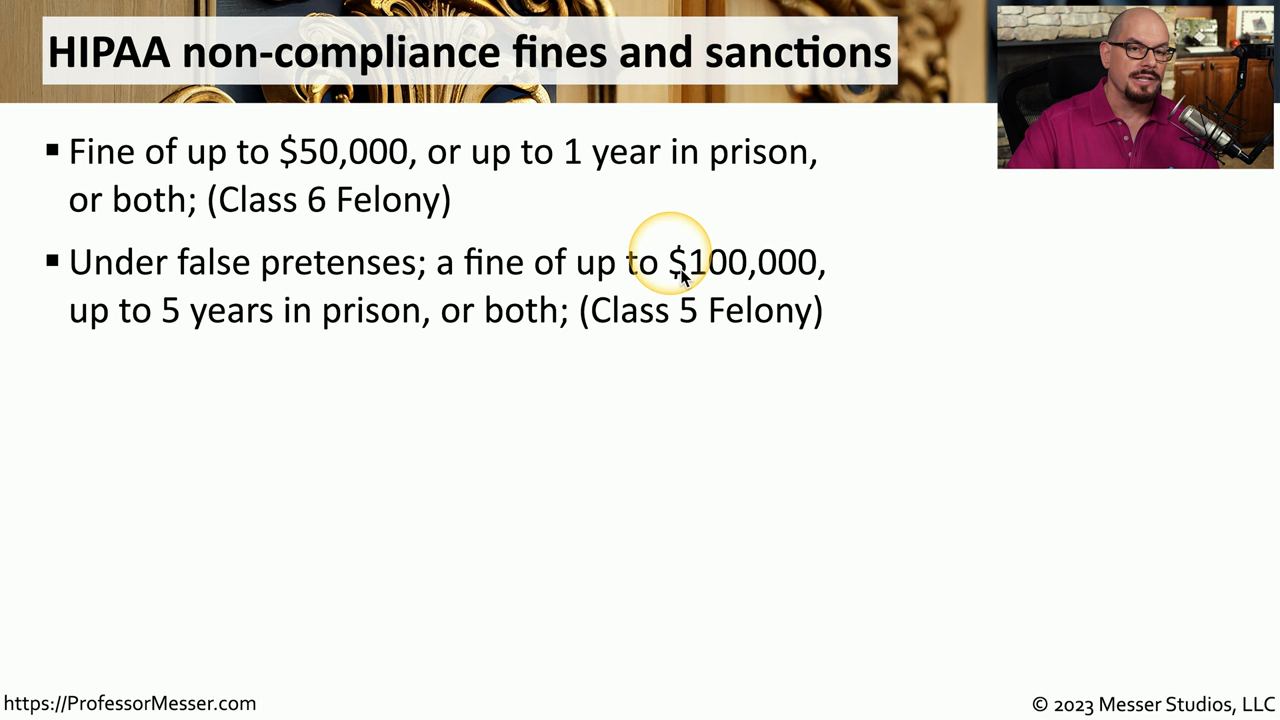 HIPAA non-compliance fines and sanctions
▪ Fine of up to $50,000, or up to 1 year in prison,
or both; (Class 6 Felony)
▪ Under false pretenses; a fine of up to $100,000,
up to 5 years in prison, or both; (Class 5 Felony)
https://ProfessorMesser.com
© 2023 Messer Studios, LLC